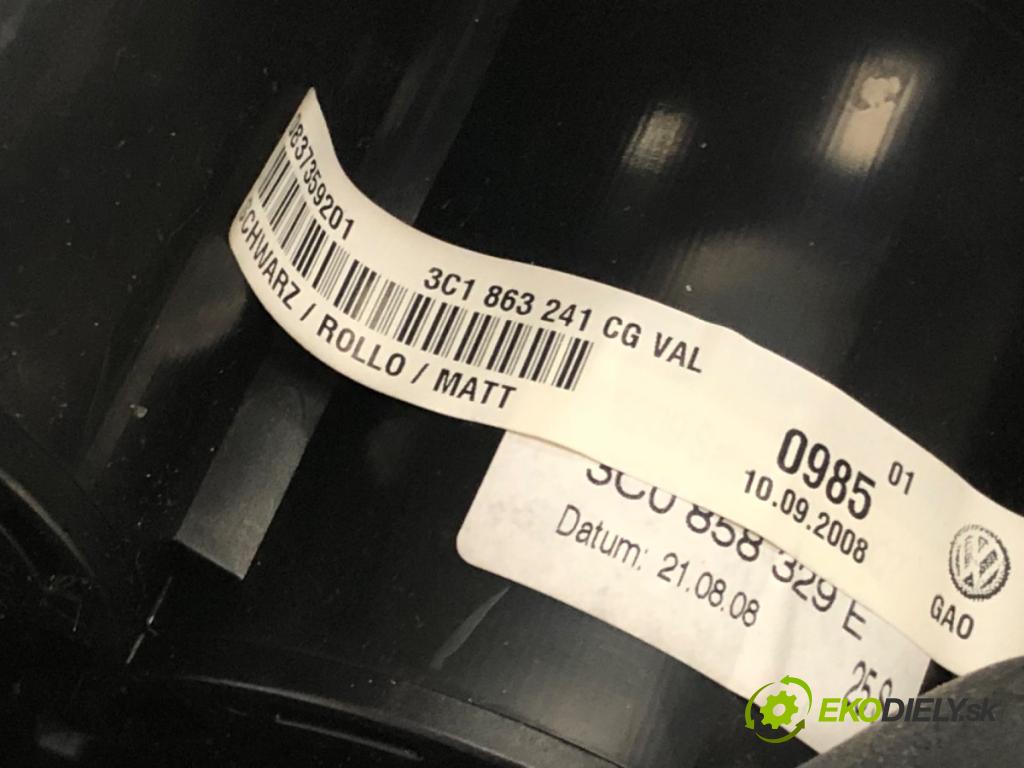 0837359201
3C1 863 241 CG VAL
SCHWARZ / ROLLO / MATT
0985 01
10.09.2008
GAO
3C0 858 329 E
Datum: 21.08.08
EKODIELY.sk